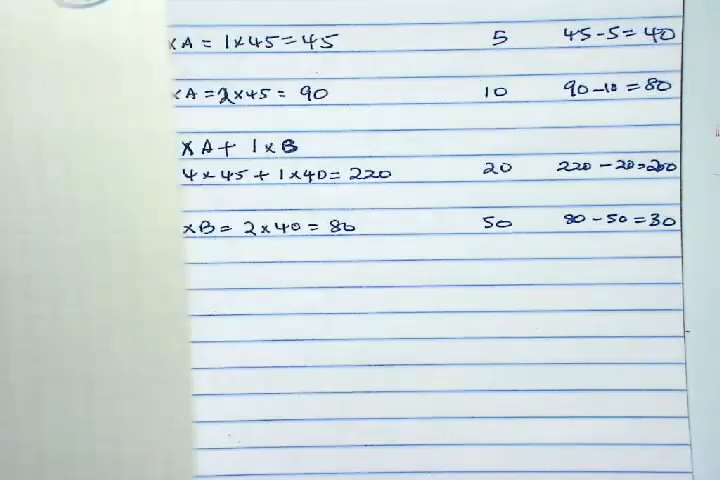 XA = 1x45 = 45 5 45-5 = 40
XA = 2x45 = 90 10 90-10 = 80
XA + 1xB
4x45 + 1x40 = 220 20 220-20=200
XB = 2x40 = 80 50 80-50 = 30